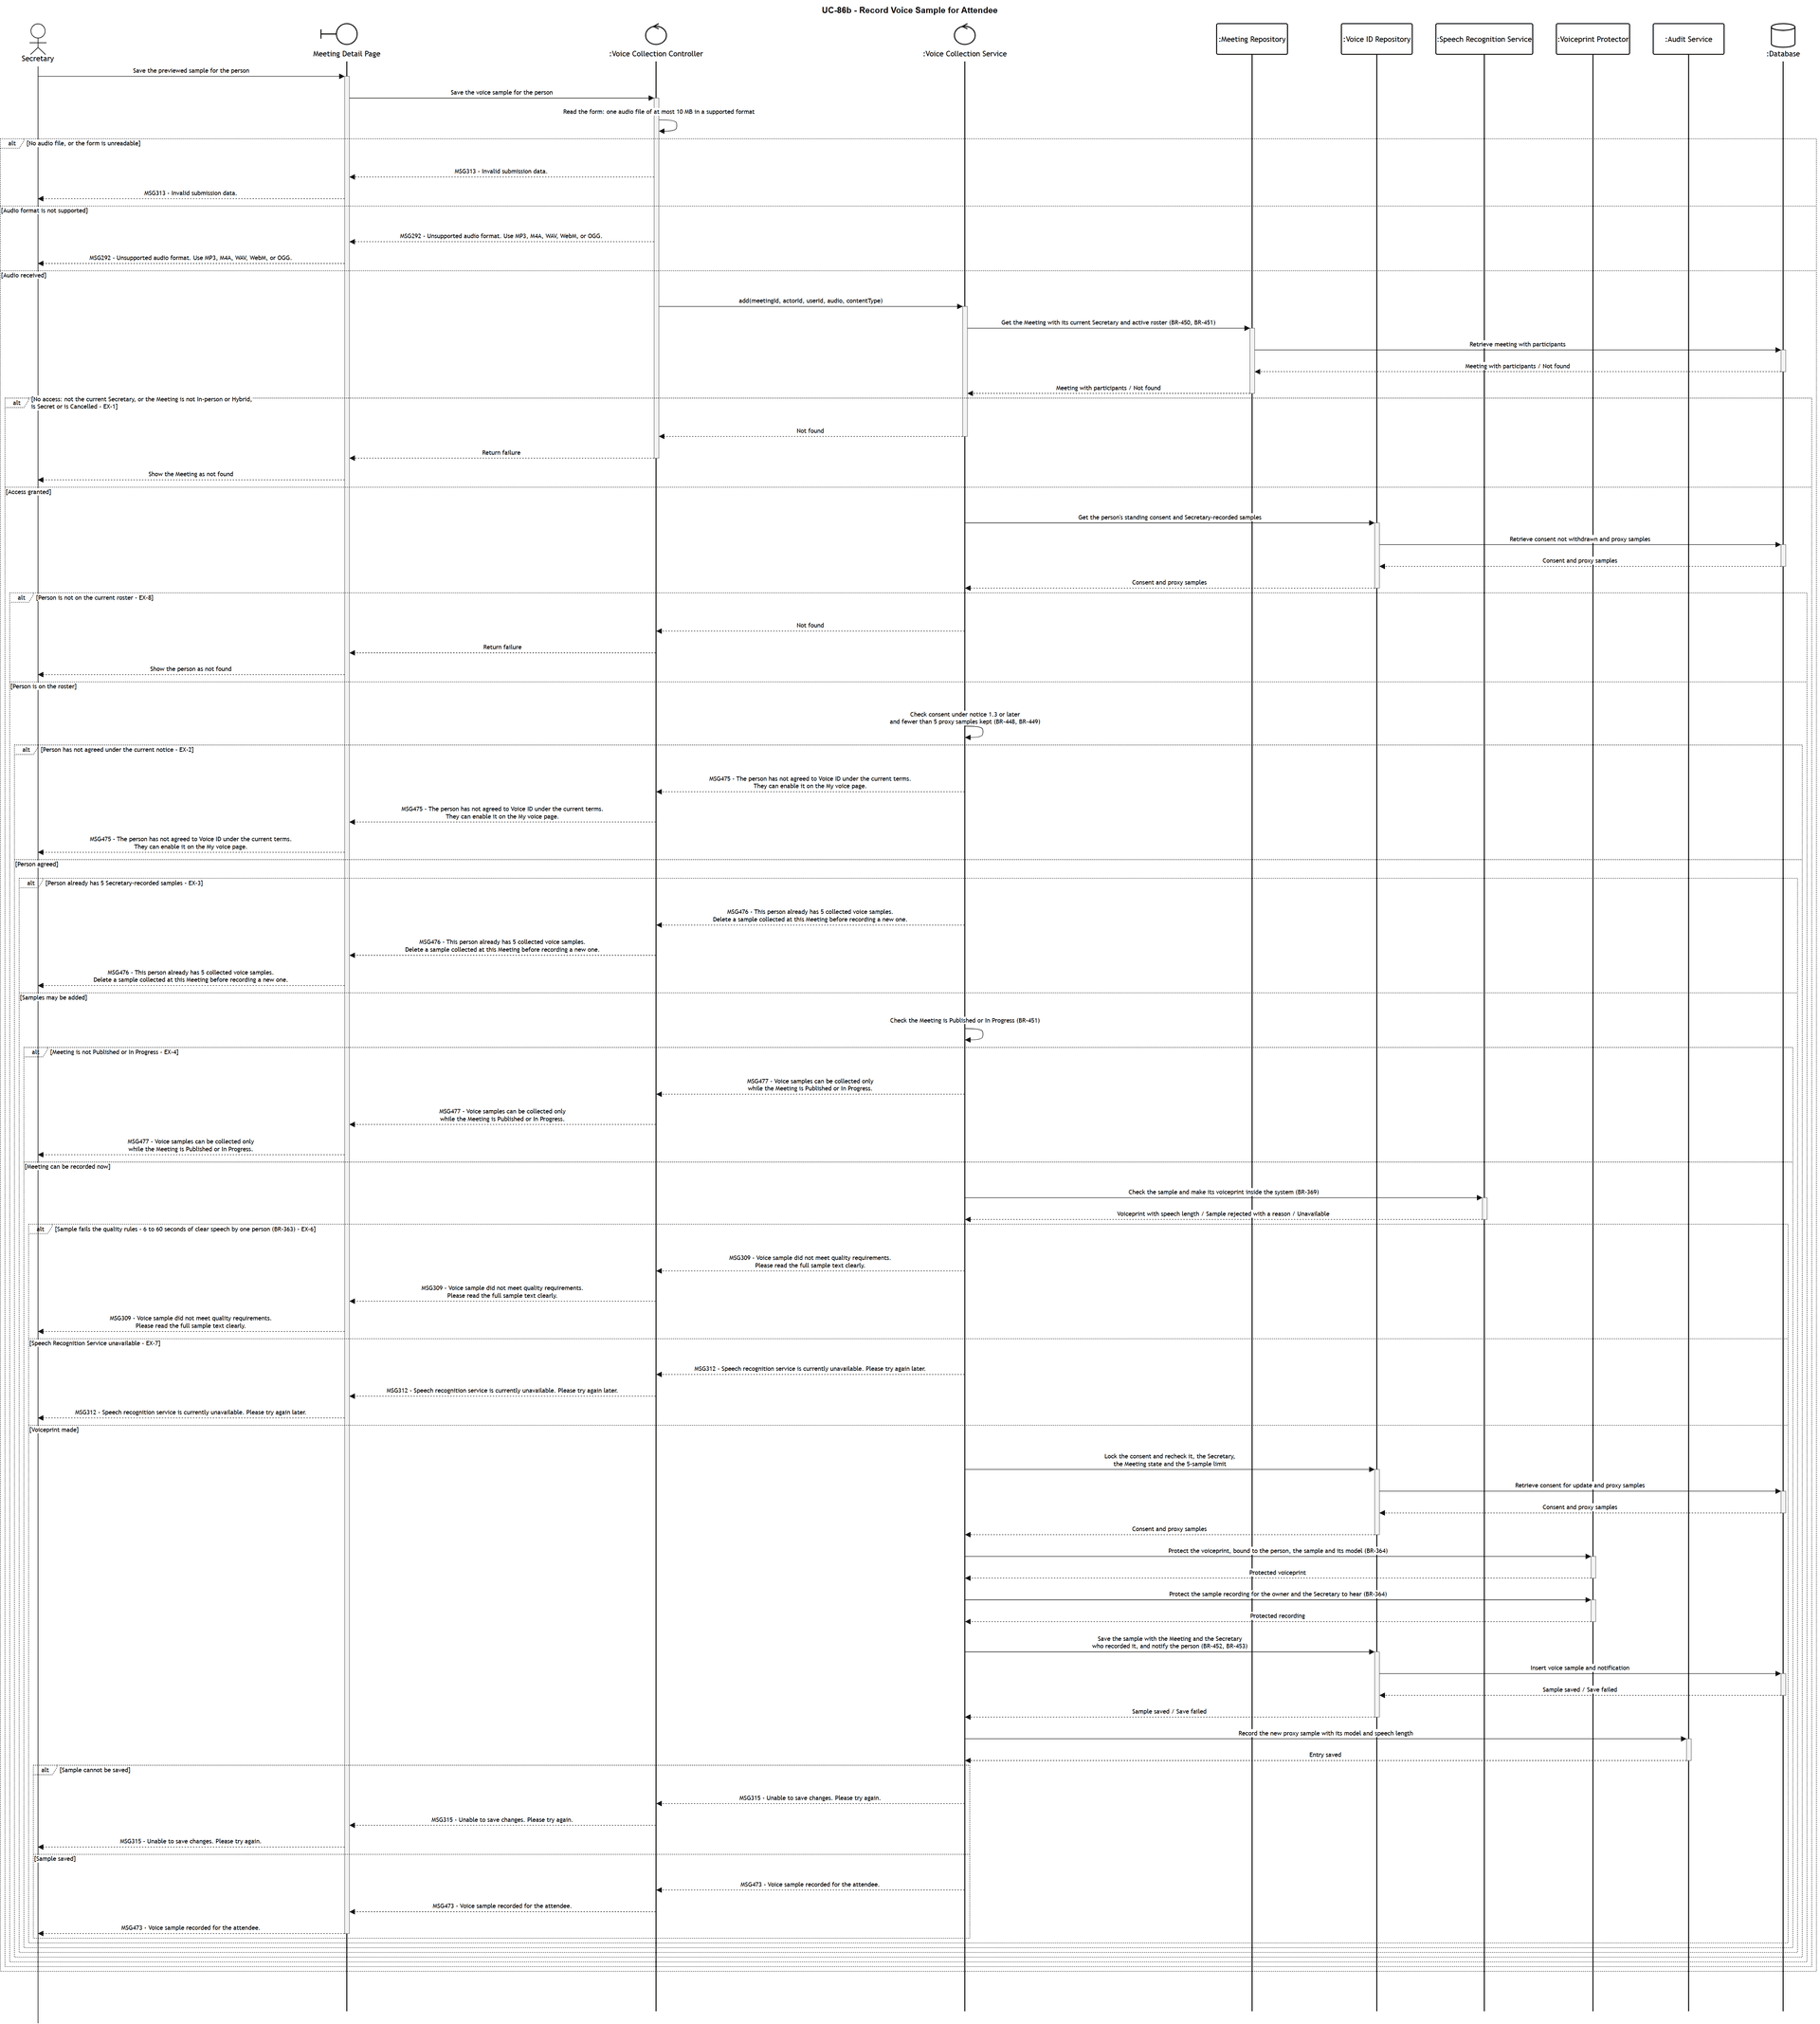 UC-86b - Record Voice Sample for Attendee
Secretary
Meeting Detail Page
:Voice Collection Controller
:Voice Collection Service
:Meeting Repository
:Voice ID Repository
:Speech Recognition Service
:Voiceprint Protector
:Audit Service
:Database
Save the previewed sample for the person
Save the voice sample for the person
Read the form: one audio file of at most 10 MB in a supported format
alt [No audio file, or the form is unreadable]
MSG313 - Invalid submission data.
MSG313 - Invalid submission data.
[Audio format is not supported]
MSG292 - Unsupported audio format. Use MP3, M4A, WAV, WebM, or OGG.
MSG292 - Unsupported audio format. Use MP3, M4A, WAV, WebM, or OGG.
[Audio received]
add(meetingId, actorId, userId, audio, contentType)
Get the Meeting with its current Secretary and active roster (BR-450, BR-451)
Retrieve meeting with participants
Meeting with participants / Not found
Meeting with participants / Not found
alt [No access: not the current Secretary, or the Meeting is not In-person or Hybrid,
is Secret or is Cancelled - EX-1]
Not found
Return failure
Show the Meeting as not found
[Access granted]
Get the person's standing consent and Secretary-recorded samples
Retrieve consent not withdrawn and proxy samples
Consent and proxy samples
Consent and proxy samples
alt [Person is not on the current roster - EX-8]
Not found
Return failure
Show the person as not found
[Person is on the roster]
Check consent under notice 1.3 or later
and fewer than 5 proxy samples kept (BR-448, BR-449)
alt [Person has not agreed under the current notice - EX-2]
MSG475 - The person has not agreed to Voice ID under the current terms.
They can enable it on the My voice page.
MSG475 - The person has not agreed to Voice ID under the current terms.
They can enable it on the My voice page.
MSG475 - The person has not agreed to Voice ID under the current terms.
They can enable it on the My voice page.
[Person agreed]
alt [Person already has 5 Secretary-recorded samples - EX-3]
MSG476 - This person already has 5 collected voice samples.
Delete a sample collected at this Meeting before recording a new one.
MSG476 - This person already has 5 collected voice samples.
Delete a sample collected at this Meeting before recording a new one.
MSG476 - This person already has 5 collected voice samples.
Delete a sample collected at this Meeting before recording a new one.
[Samples may be added]
Check the Meeting is Published or In Progress (BR-451)
alt [Meeting is not Published or In Progress - EX-4]
MSG477 - Voice samples can be collected only
while the Meeting is Published or In Progress.
MSG477 - Voice samples can be collected only
while the Meeting is Published or In Progress.
MSG477 - Voice samples can be collected only
while the Meeting is Published or In Progress.
[Meeting can be recorded now]
Check the sample and make its voiceprint inside the system (BR-369)
Voiceprint with speech length / Sample rejected with a reason / Unavailable
alt [Sample fails the quality rules - 6 to 60 seconds of clear speech by one person (BR-363) - EX-6]
MSG309 - Voice sample did not meet quality requirements.
Please read the full sample text clearly.
MSG309 - Voice sample did not meet quality requirements.
Please read the full sample text clearly.
MSG309 - Voice sample did not meet quality requirements.
Please read the full sample text clearly.
[Speech Recognition Service unavailable - EX-7]
MSG312 - Speech recognition service is currently unavailable. Please try again later.
MSG312 - Speech recognition service is currently unavailable. Please try again later.
MSG312 - Speech recognition service is currently unavailable. Please try again later.
[Voiceprint made]
Lock the consent and recheck it, the Secretary,
the Meeting state and the 5-sample limit
Retrieve consent for update and proxy samples
Consent and proxy samples
Consent and proxy samples
Protect the voiceprint, bound to the person, the sample and its model (BR-364)
Protected voiceprint
Protect the sample recording for the owner and the Secretary to hear (BR-364)
Protected recording
Save the sample with the Meeting and the Secretary
who recorded it, and notify the person (BR-452, BR-453)
Insert voice sample and notification
Sample saved / Save failed
Sample saved / Save failed
Record the new proxy sample with its model and speech length
Entry saved
alt [Sample cannot be saved]
MSG315 - Unable to save changes. Please try again.
MSG315 - Unable to save changes. Please try again.
MSG315 - Unable to save changes. Please try again.
[Sample saved]
MSG473 - Voice sample recorded for the attendee.
MSG473 - Voice sample recorded for the attendee.
MSG473 - Voice sample recorded for the attendee.